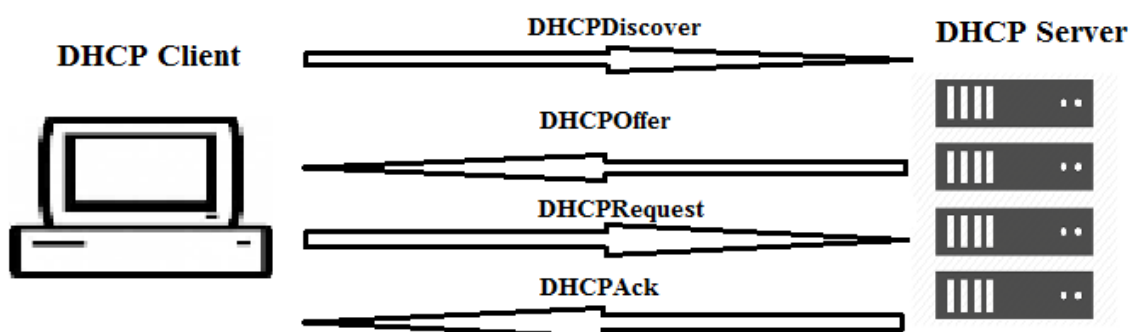 DHCP Client
DHCPDiscover
DHCP Server
DHCPOffer
DHCPRequest
DHCPAck